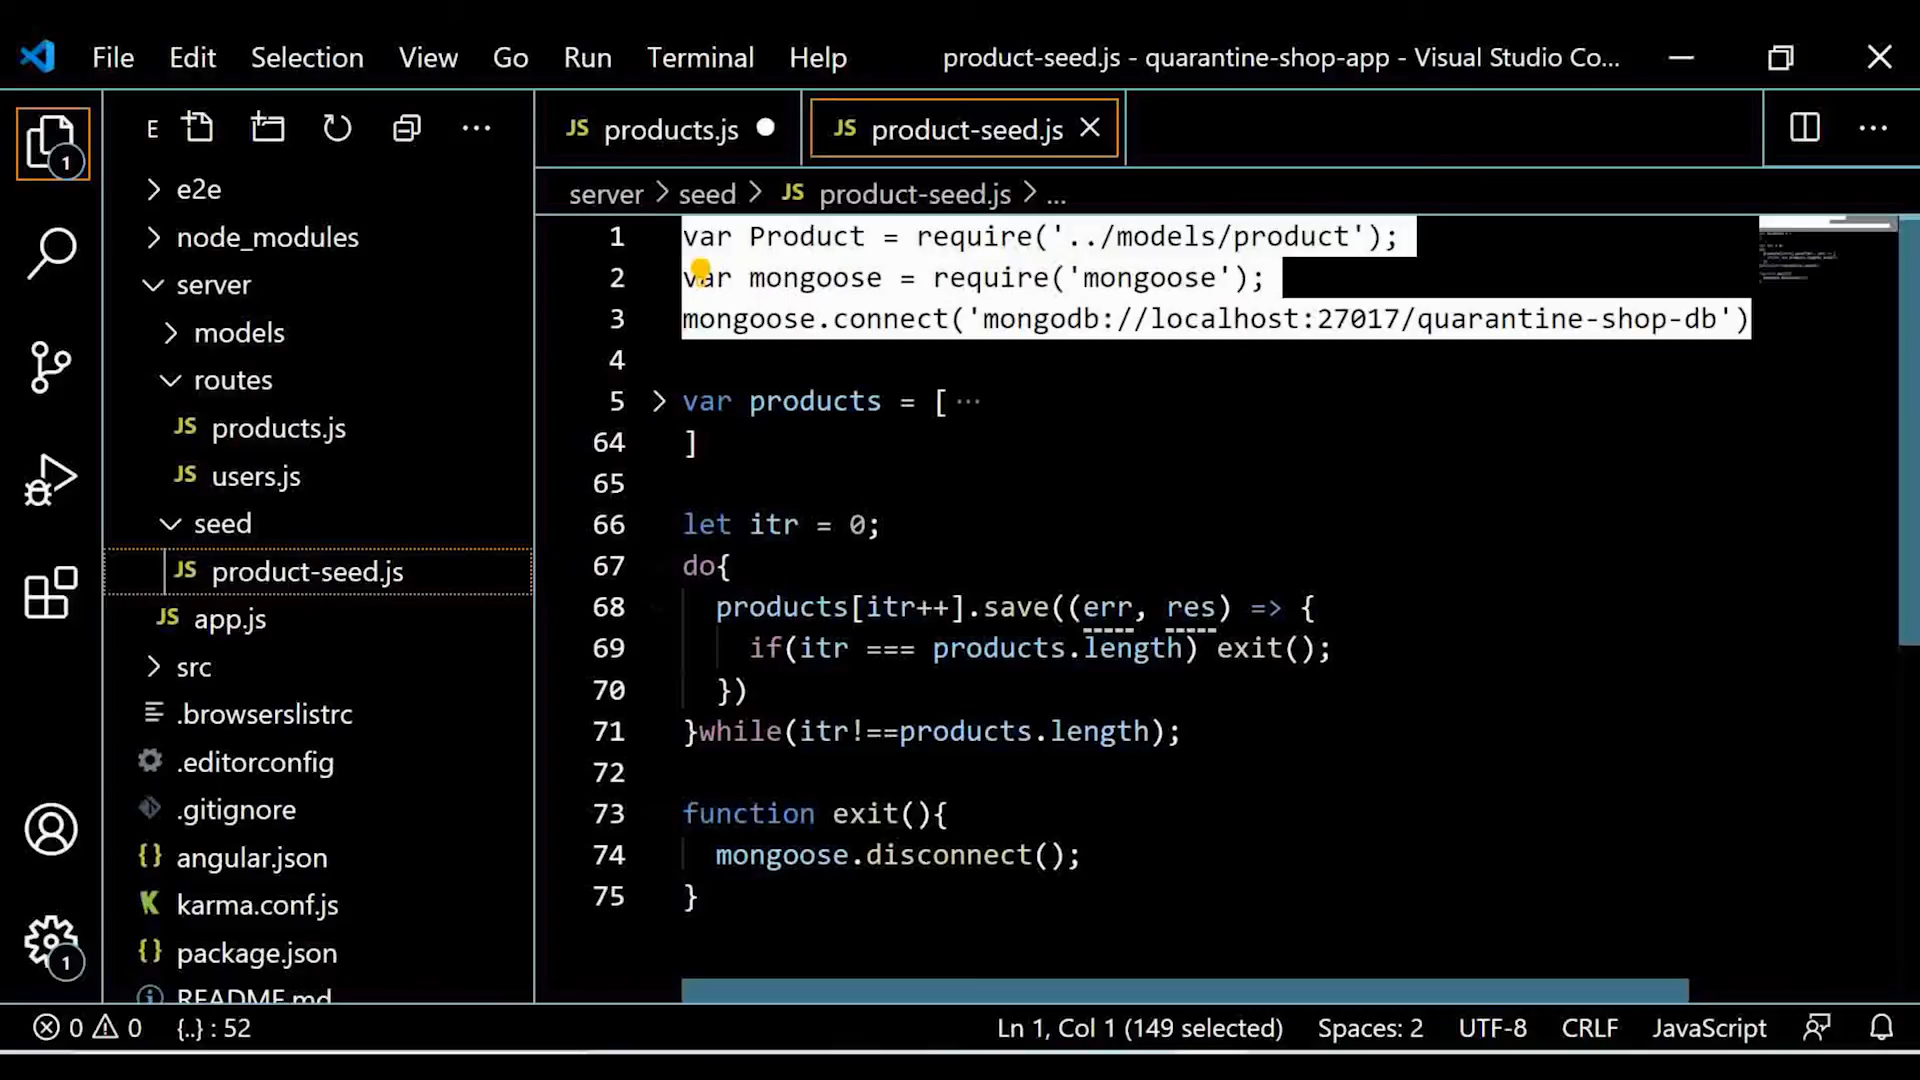 File Edit Selection View Go Run Terminal Help product-seed.js - quarantine-shop-app - Visual Studio Co...
1
E
products.js
product-seed.js
server > seed > JS product-seed.js > ...
e2e
node_modules
server
models
routes
JS products.js
JS users.js
seed
JS product-seed.js
JS app.js
src
.browserslistrc
.editorconfig
.gitignore
{} angular.json
K karma.conf.js
{} package.json
README.md
1
1 var Product = require('../models/product');
2 var mongoose = require('mongoose');
3 mongoose.connect('mongodb://localhost:27017/quarantine-shop-db')
4
5 var products = [ ...
64 ]
65
66 let itr = 0;
67 do{
68 products[itr++].save((err, res) => {
69 if(itr === products.length) exit();
70 })
71 }while(itr!==products.length);
72
73 function exit(){
74 mongoose.disconnect();
75 }
0 0 {..} : 52 Ln 1, Col 1 (149 selected) Spaces: 2 UTF-8 CRLF JavaScript